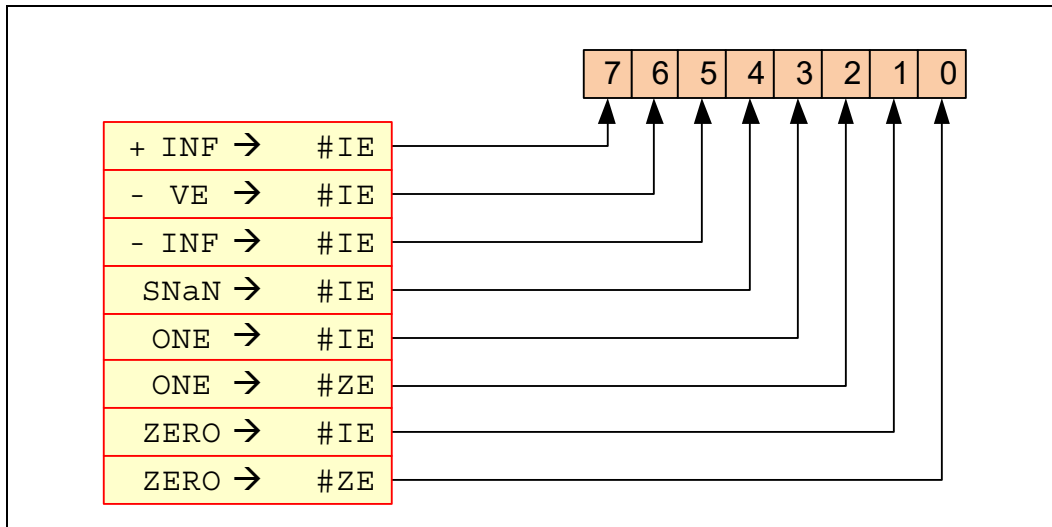 7 6 5 4 3 2 1 0
+ INF → #IE
- VE → #IE
- INF → #IE
SNaN → #IE
ONE → #IE
ONE → #ZE
ZERO → #IE
ZERO → #ZE